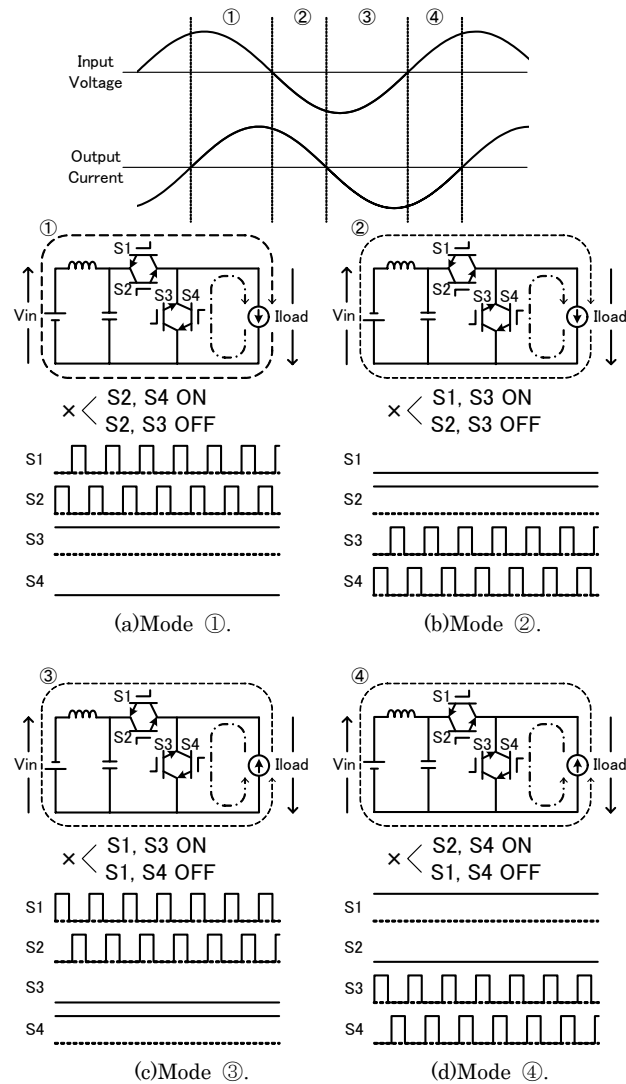 ① ② ③ ④
Input
Voltage
Output
Current
①
S1
S2
S3 S4
Vin
Iload
× < S2, S4 ON
S2, S3 OFF
S1
S2
S3
S4
(a)Mode ①.
②
S1
S2
S3 S4
Vin
Iload
× < S1, S3 ON
S2, S3 OFF
S1
S2
S3
S4
(b)Mode ②.
③
S1
S2
S3 S4
Vin
Iload
× < S1, S3 ON
S1, S4 OFF
S1
S2
S3
S4
(c)Mode ③.
④
S1
S2
S3 S4
Vin
Iload
× < S2, S4 ON
S1, S4 OFF
S1
S2
S3
S4
(d)Mode ④.